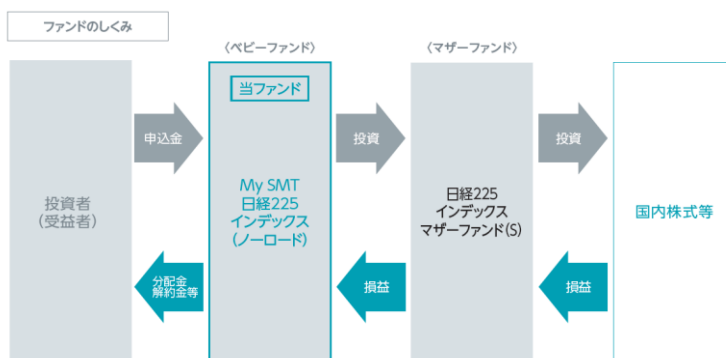 ファンドのしくみ
〈ベビーファンド〉
〈マザーファンド〉
当ファンド
申込金
投資
投資
投資者
(受益者)
My SMT
日経225
インデックス
(ノーロード)
日経225
インデックス
マザーファンド(S)
国内株式等
分配金
解約金等
損益
損益